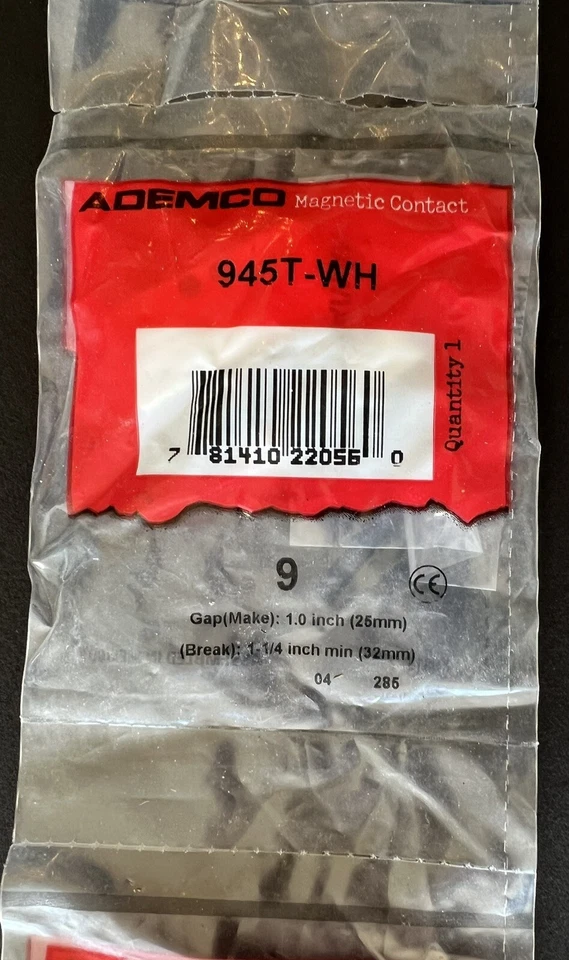 ADEMCO Magnetic Contact
945T-WH
Quantity 1
7 81410 22056 0
9
CE
Gap(Make): 1.0 inch (25mm)
(Break): 1-1/4 inch min (32mm)
04 285